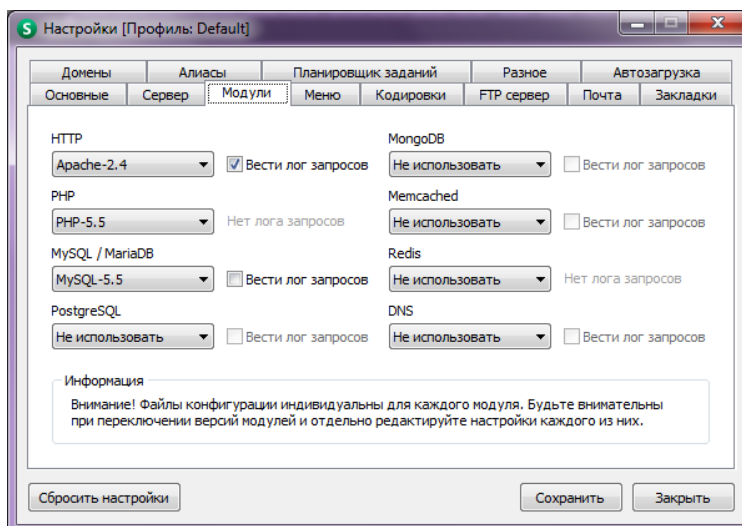 Настройки [Профиль: Default]
Домены Алиасы Планировщик заданий Разное Автозагрузка
Основные Сервер Модули Меню Кодировки FTP сервер Почта Закладки
HTTP MongoDB
Apache-2.4 Вести лог запросов Не использовать Вести лог запросов
PHP Memcached
PHP-5.5 Нет лога запросов Не использовать Вести лог запросов
MySQL / MariaDB Redis
MySQL-5.5 Вести лог запросов Не использовать Нет лога запросов
PostgreSQL DNS
Не использовать Вести лог запросов Не использовать Вести лог запросов
Информация
Внимание! Файлы конфигурации индивидуальны для каждого модуля. Будьте внимательны
при переключении версий модулей и отдельно редактируйте настройки каждого из них.
Сбросить настройки Сохранить Закрыть